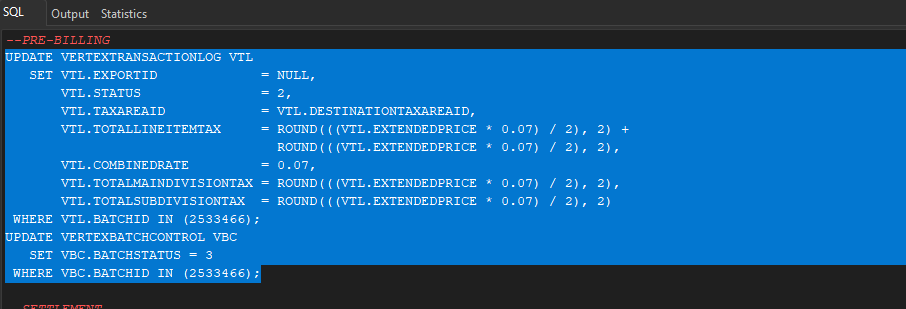 SQL Output Statistics
--PRE-BILLING
UPDATE VERTEXTRANSACTIONLOG VTL
   SET VTL.EXPORTID             = NULL,
       VTL.STATUS               = 2,
       VTL.TAXAREAID            = VTL.DESTINATIONTAXAREAID,
       VTL.TOTALLINEITEMTAX     = ROUND(((VTL.EXTENDEDPRICE * 0.07) / 2), 2) +
                                  ROUND(((VTL.EXTENDEDPRICE * 0.07) / 2), 2),
       VTL.COMBINEDRATE         = 0.07,
       VTL.TOTALMAINDIVISIONTAX = ROUND(((VTL.EXTENDEDPRICE * 0.07) / 2), 2),
       VTL.TOTALSUBDIVISIONTAX  = ROUND(((VTL.EXTENDEDPRICE * 0.07) / 2), 2)
 WHERE VTL.BATCHID IN (2533466);
UPDATE VERTEXBATCHCONTROL VBC
   SET VBC.BATCHSTATUS = 3
 WHERE VBC.BATCHID IN (2533466);
SETTLEMENT